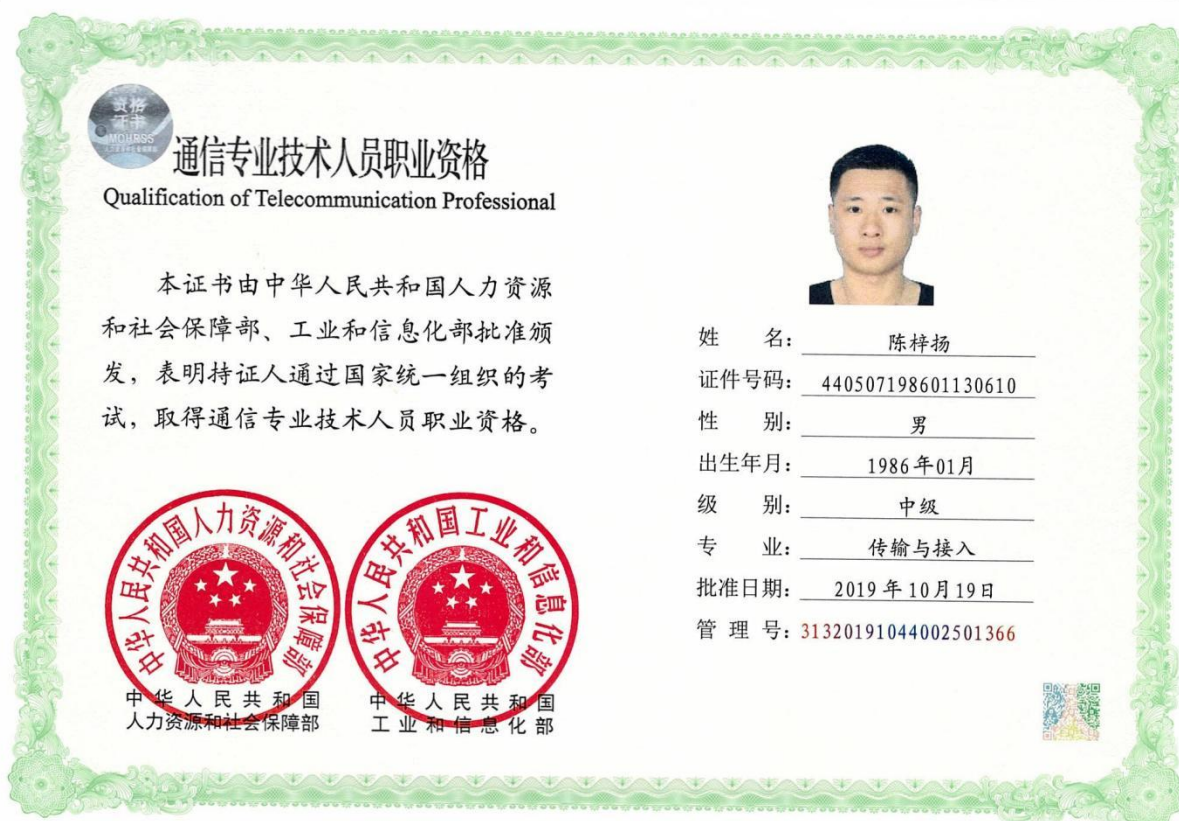 资格
证书
MOHRSS
通信专业技术人员职业资格
Qualification of Telecommunication Professional
本证书由中华人民共和国人力资源
和社会保障部、工业和信息化部批准颁
发，表明持证人通过国家统一组织的考
试，取得通信专业技术人员职业资格。
中华人民共和国人力资源和社会保障部
中华人民共和国
人力资源和社会保障部
中华人民共和国工业和信息化部
中华人民共和国
工业和信息化部
姓名：陈梓扬
证件号码：440507198601130610
性别：男
出生年月：1986年01月
级别：中级
专业：传输与接入
批准日期：2019年10月19日
管理号：31320191044002501366